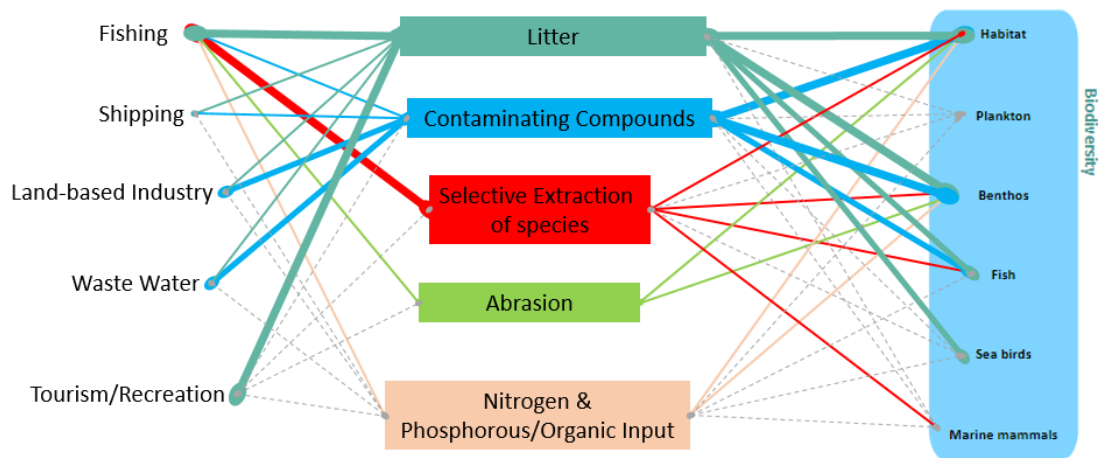 Fishing
Shipping
Land-based Industry
Waste Water
Tourism/Recreation
Litter
Contaminating Compounds
Selective Extraction
of species
Abrasion
Nitrogen &
Phosphorous/Organic Input
Habitat
Plankton
Benthos
Fish
Sea birds
Marine mammals
Biodiversity